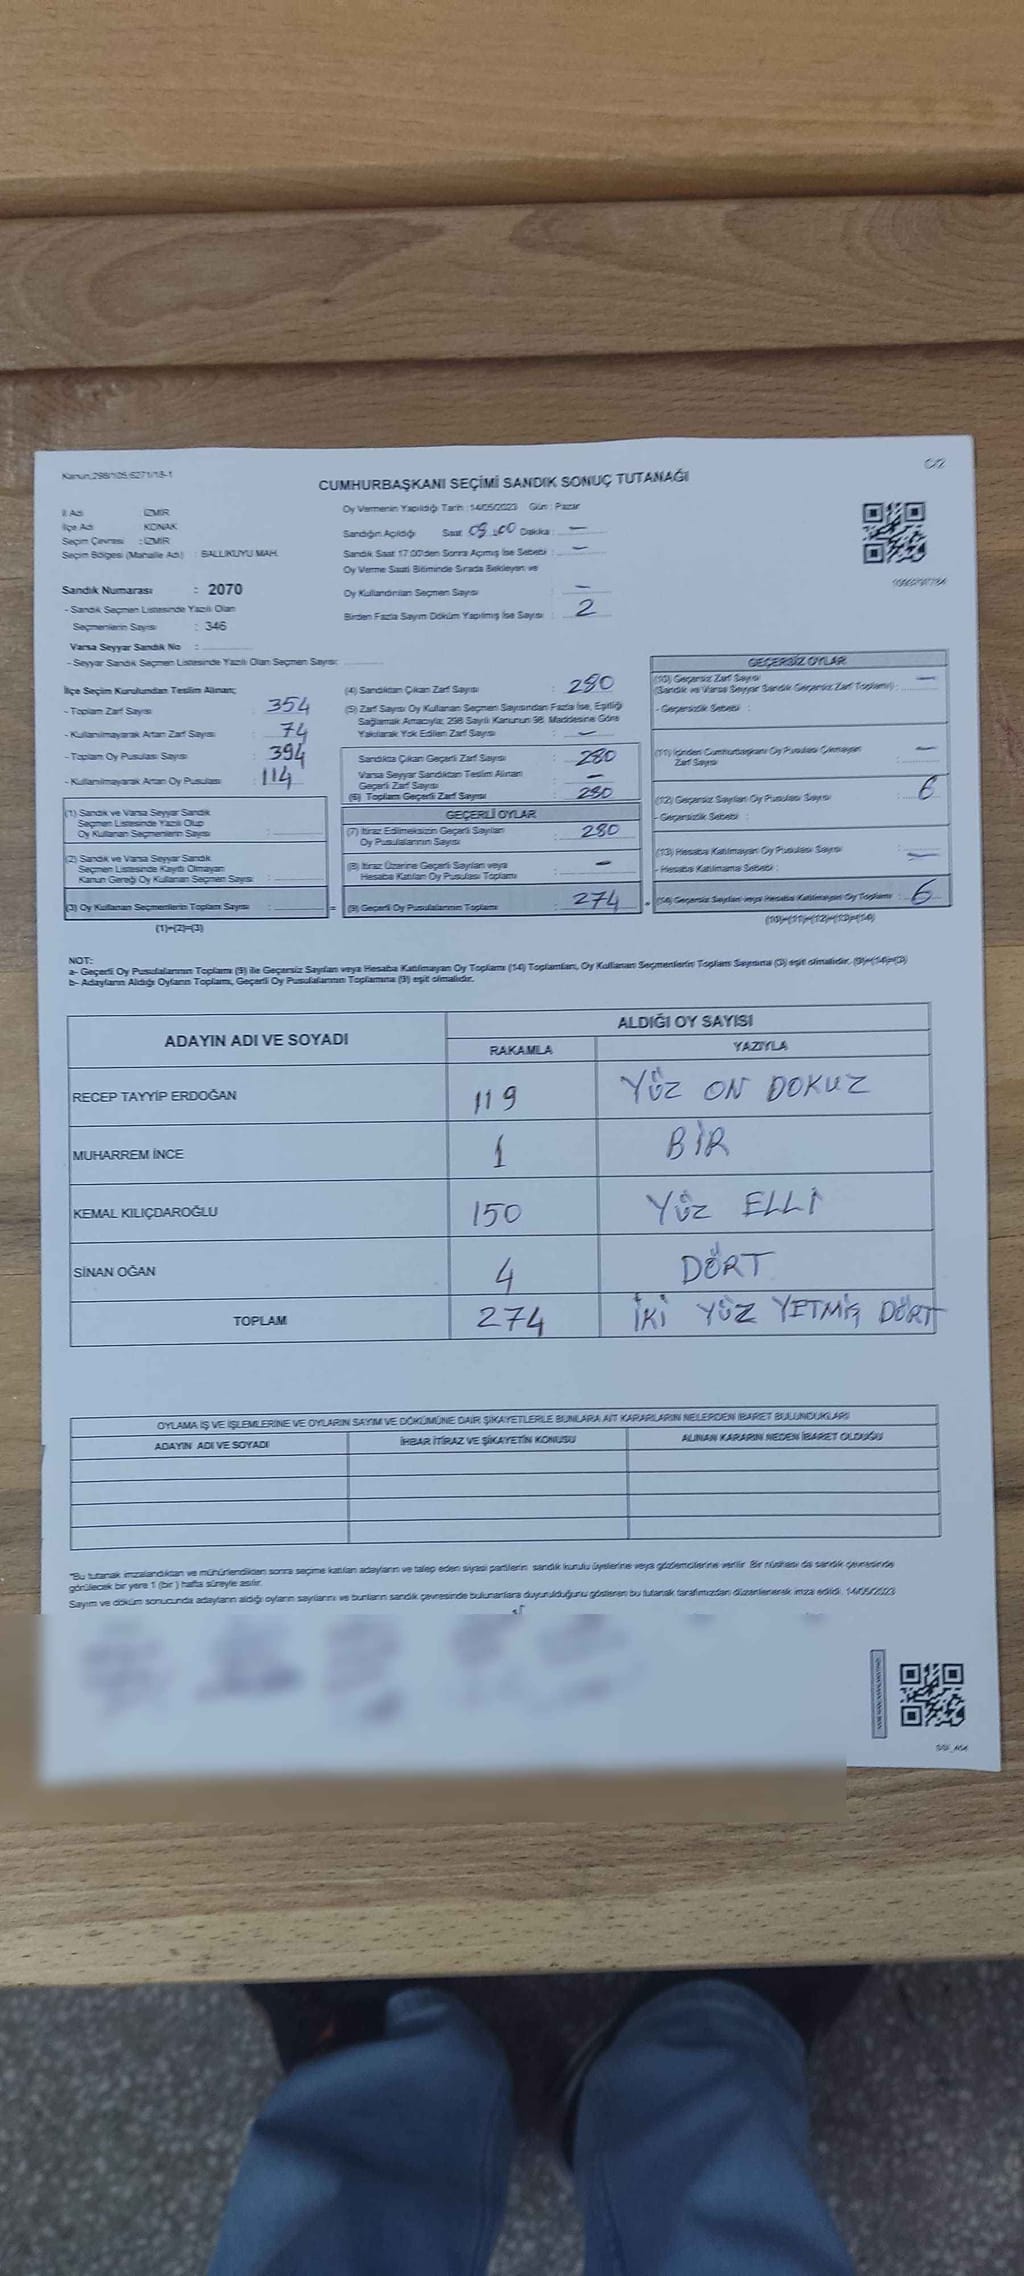 Kanun;298/105,6271/18-1
C/2
CUMHURBAŞKANI SEÇİMİ SANDIK SONUÇ TUTANAĞI
İl Adı İZMİR
İlçe Adı KONAK
Seçim Çevresi : İZMİR
Seçim Bölgesi (Mahalle Adı) : BALLIKUYU MAH.
Sandık Numarası : 2070
- Sandık Seçmen Listesinde Yazılı Olan
Seçmenlerin Sayısı : 346
Varsa Seyyar Sandık No :
- Seyyar Sandık Seçmen Listesinde Yazılı Olan Seçmen Sayısı:
Oy Vermenin Yapıldığı Tarih : 14/05/2023 Gün : Pazar
Sandığın Açıldığı Saat 08.00 Dakika : —
Sandık Saat 17.00'den Sonra Açımış İse Sebebi : —
Oy Verme Saati Bitiminde Sırada Bekleyen ve
Oy Kullandırılan Seçmen Sayısı : —
Birden Fazla Sayım Döküm Yapılmış İse Sayısı : 2
İlçe Seçim Kurulundan Teslim Alınan;
- Toplam Zarf Sayısı : 354
- Kullanılmayarak Artan Zarf Sayısı : 74
- Toplam Oy Pusulası Sayısı : 394
- Kullanılmayarak Artan Oy Pusulası : 114
(1) Sandık ve Varsa Seyyar Sandık
Seçmen Listesinde Yazılı Olup
Oy Kullanan Seçmenlerin Sayısı :
(2) Sandık ve Varsa Seyyar Sandık
Seçmen Listesinde Kayıtlı Olmayan
Kanun Gereği Oy Kullanan Seçmen Sayısı :
(3) Oy Kullanan Seçmenlerin Toplam Sayısı :
(1)+(2)=(3)
(4) Sandıktan Çıkan Zarf Sayısı : 280
(5) Zarf Sayısı Oy Kullanan Seçmen Sayısından Fazla İse, Eşitliği
Sağlamak Amacıyla; 298 Sayılı Kanunun 98. Maddesine Göre
Yakılarak Yok Edilen Zarf Sayısı : —
Sandıkta Çıkan Geçerli Zarf Sayısı : 280
Varsa Seyyar Sandıktan Teslim Alınan
Geçerli Zarf Sayısı : —
(6) Toplam Geçerli Zarf Sayısı : 280
GEÇERLİ OYLAR
(7) İtiraz Edilmeksizin Geçerli Sayılan
Oy Pusulalarının Sayısı : 280
(8) İtiraz Üzerine Geçerli Sayılan veya
Hesaba Katılan Oy Pusulası Toplamı : —
(9) Geçerli Oy Pusulalarının Toplamı : 274
GEÇERSİZ OYLAR
(10) Geçersiz Zarf Sayısı —
(Sandık ve Varsa Seyyar Sandık Geçersiz Zarf Toplamı) :
- Geçersizlik Sebebi :
(11) İçinden Cumhurbaşkanı Oy Pusulası Çıkmayan —
Zarf Sayısı :
(12) Geçersiz Sayılan Oy Pusulası Sayısı : 6
- Geçersizlik Sebebi :
(13) Hesaba Katılmayan Oy Pusulası Sayısı : —
- Hesaba Katılmama Sebebi :
(14) Geçersiz Sayılan veya Hesaba Katılmayan Oy Toplamı : 6
(10)+(11)+(12)+(13)=(14)
NOT:
a- Geçerli Oy Pusulalarının Toplamı (9) ile Geçersiz Sayılan veya Hesaba Katılmayan Oy Toplamı (14) Toplamları, Oy Kullanan Seçmenlerin Toplam Sayısına (3) eşit olmalıdır. (9)+(14)=(3)
b- Adayların Aldığı Oyların Toplamı, Geçerli Oy Pusulalarının Toplamına (9) eşit olmalıdır.
ADAYIN ADI VE SOYADI ALDIĞI OY SAYISI
RAKAMLA YAZIYLA
RECEP TAYYİP ERDOĞAN 119 YÜZ ON DOKUZ
MUHARREM İNCE 1 BİR
KEMAL KILIÇDAROĞLU 150 YÜZ ELLİ
SİNAN OĞAN 4 DÖRT
TOPLAM 274 İKİ YÜZ YETMİŞ DÖRT
OYLAMA İŞ VE İŞLEMLERİNE VE OYLARIN SAYIM VE DÖKÜMÜNE DAİR ŞİKAYETLERLE BUNLARA AİT KARARLARIN NELERDEN İBARET BULUNDUKLARI
ADAYIN ADI VE SOYADI İHBAR İTİRAZ VE ŞİKAYETİN KONUSU ALINAN KARARIN NEDEN İBARET OLDUĞU
"Bu tutanak imzalandıktan ve mühürlendikten sonra seçime katılan adayların ve talep eden siyasi partilerin sandık kurulu üyelerine veya gözlemcilerine verilir. Bir nüshası da sandık çevresinde
görülecek bir yere 1 (bir ) hafta süreyle asılır.
Sayım ve döküm sonucunda adayların aldığı oyların sayılarını ve bunların sandık çevresinde bulunanlara duyurulduğunu gösteren bu tutanak tarafımızdan düzenlenerek imza edildi. 14/05/2023